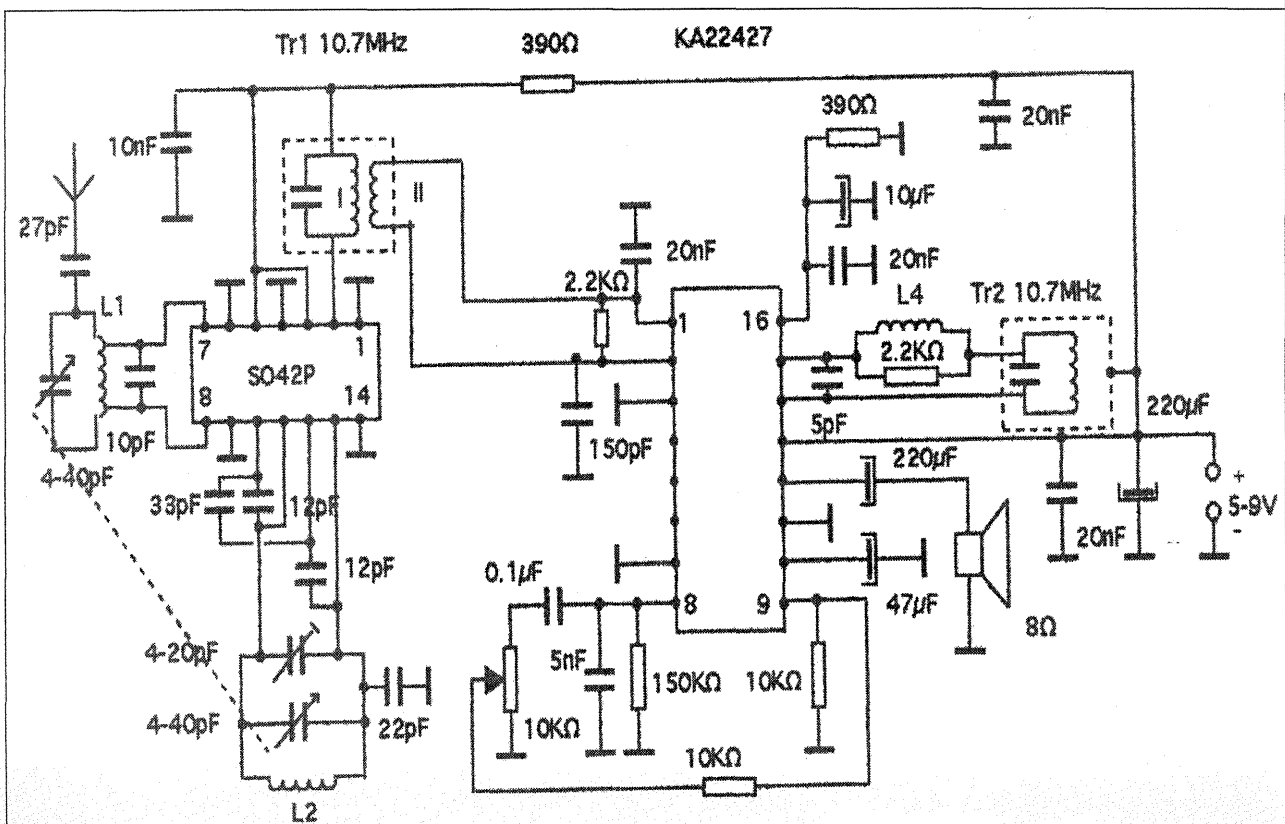 Tr1 10.7MHz
390Ω
KA22427
10nF
390Ω
20nF
27pF
I
II
10µF
20nF
20nF
2.2KΩ
L4
Tr2 10.7MHz
L1
7
1
SO42P
8
14
1
16
2.2KΩ
10pF
4-40pF
150pF
5pF
220µF
220µF
+
5-9V
-
33pF
12pF
20nF
12pF
0.1µF
8
9
47µF
8Ω
4-20pF
5nF
150KΩ
10KΩ
4-40pF
22pF
10KΩ
10KΩ
L2